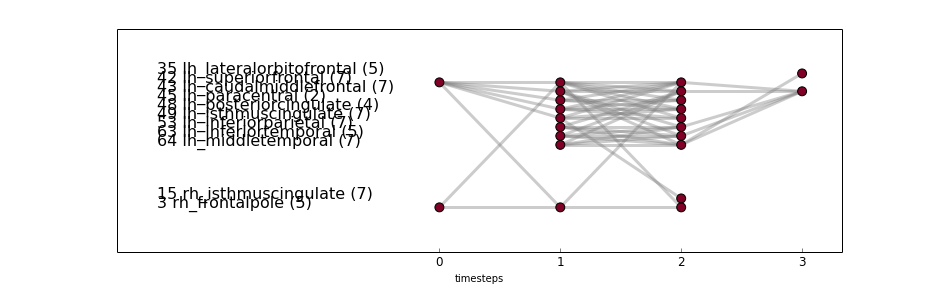 35 lh_lateralorbitofrontal (5)
42 lh_superiorfrontal (7)
43 lh_caudalmiddlefrontal (7)
45 lh_paracentral (2)
48 lh_posteriorcingulate (4)
49 lh_isthmuscingulate (7)
53 lh_inferiorparietal (7)
63 lh_inferiortemporal (5)
64 lh_middletemporal (7)
15 rh_isthmuscingulate (7)
3 rh_frontalpole (5)
0 1 2 3
timesteps